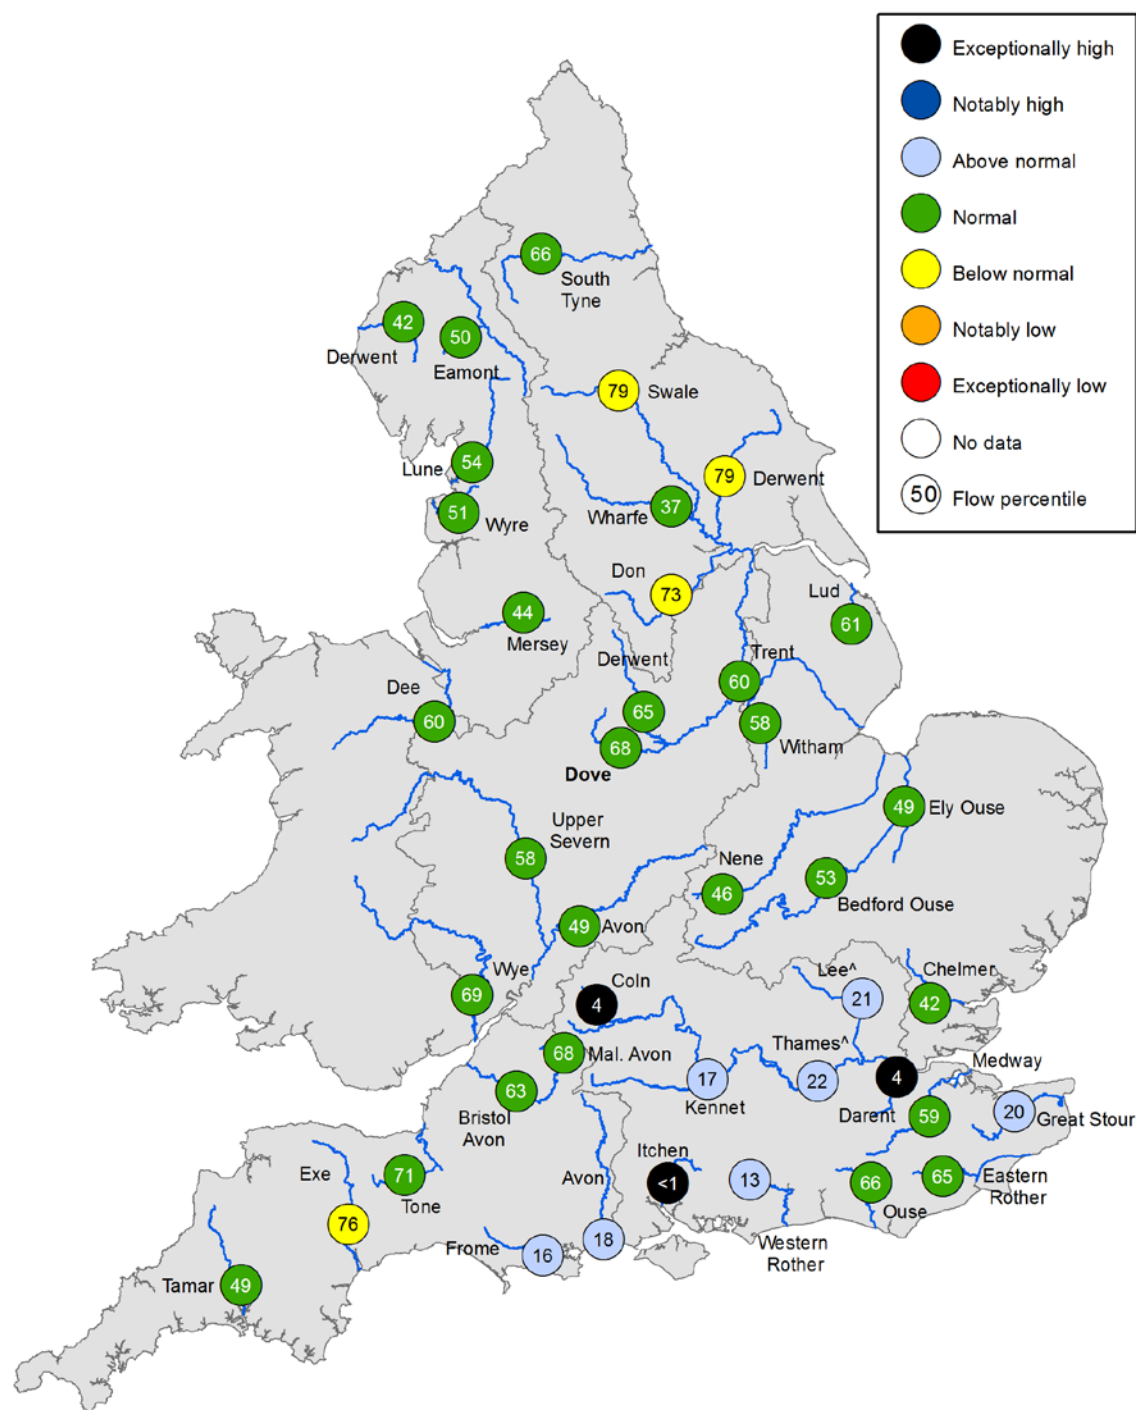 Exceptionally high
Notably high
Above normal
Normal
Below normal
Notably low
Exceptionally low
No data
50 Flow percentile
66
South
Tyne
42
Derwent
50
Eamont
79 Swale
Lune 54
79 Derwent
51 Wyre
Wharfe 37
Don
73
Lud
61
44
Mersey
Derwent
Trent
60
Dee
60
65
58
Witham
68
Dove
49 Ely Ouse
Upper
Severn
58
Nene
46
53
Bedford Ouse
49 Avon
Wye
69
Coln
4
Lee^
21
Chelmer
42
68 Mal. Avon
Thames^
22
Medway
4
Darent
59
17
Kennet
63
Bristol
Avon
20
Great Stour
Exe
71
Tone
Avon
Itchen
<1
13
66
Ouse
65
Eastern
Rother
76
Frome
16
18
Western
Rother
Tamar 49